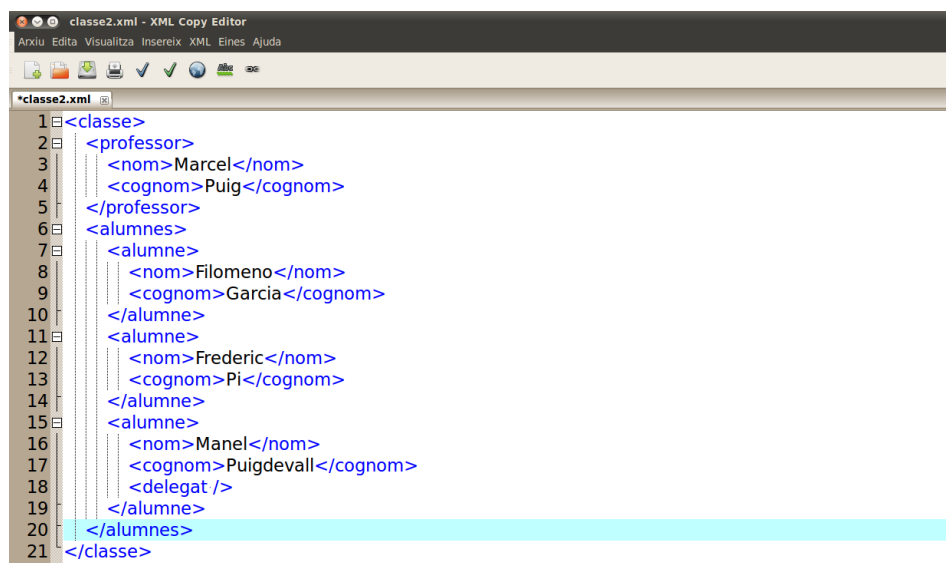 classe2.xml - XML Copy Editor
Arxiu Edita Visualitza Insereix XML Eines Ajuda
Abc
*classe2.xml
1 <classe>
2 <professor>
3 <nom>Marcel</nom>
4 <cognom>Puig</cognom>
5 </professor>
6 <alumnes>
7 <alumne>
8 <nom>Filomeno</nom>
9 <cognom>Garcia</cognom>
10 </alumne>
11 <alumne>
12 <nom>Frederic</nom>
13 <cognom>Pi</cognom>
14 </alumne>
15 <alumne>
16 <nom>Manel</nom>
17 <cognom>Puigdevall</cognom>
18 <delegat />
19 </alumne>
20 </alumnes>
21 </classe>